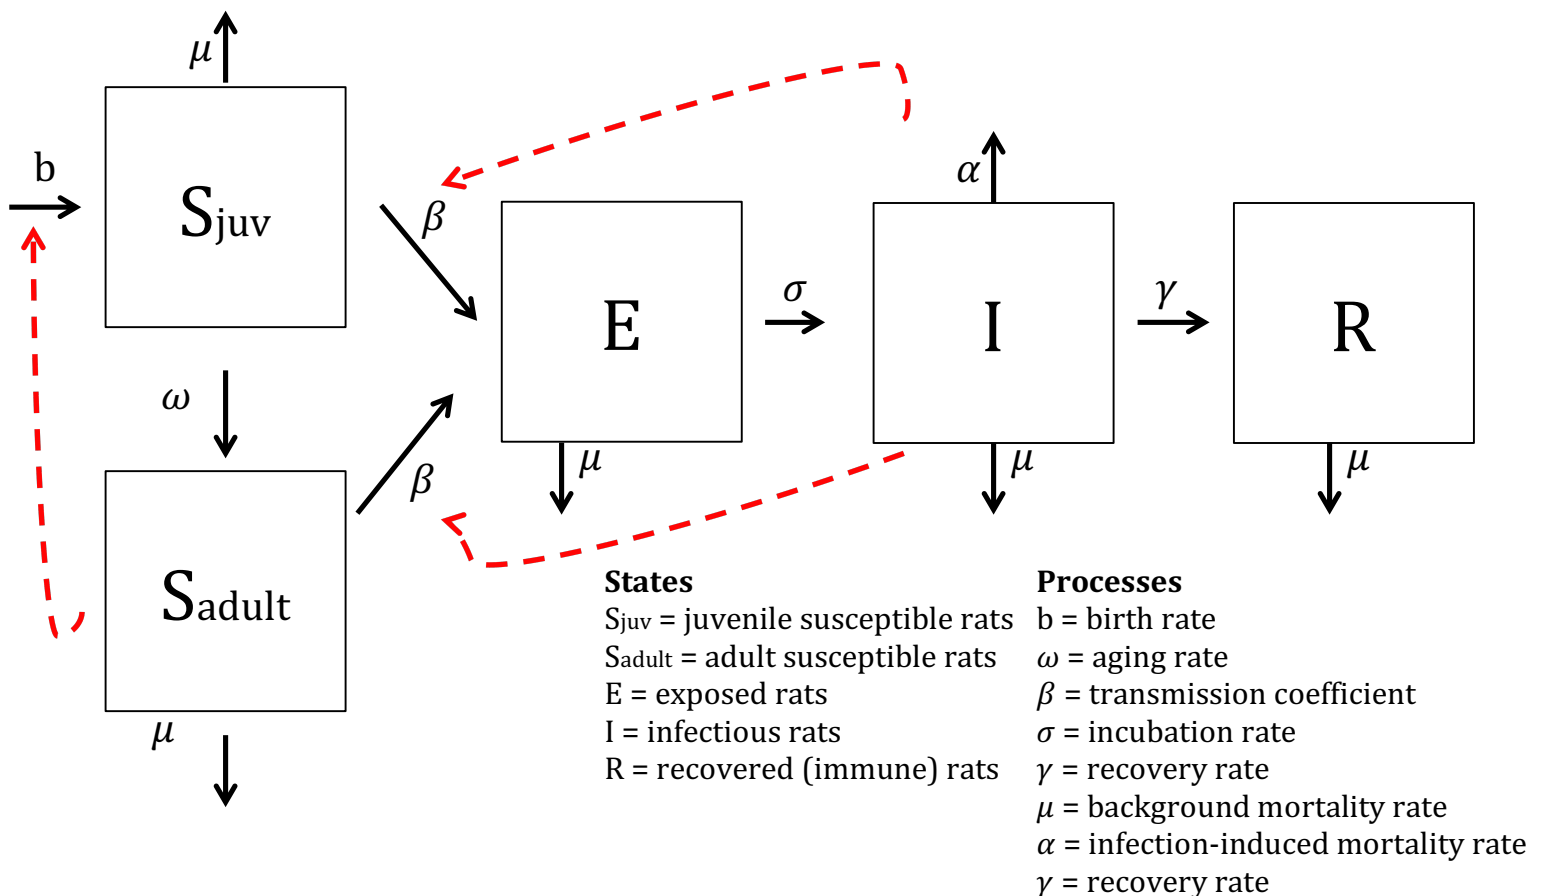 μ
b
Sjuv
β
α
E
σ
I
γ
R
ω
β
μ
μ
μ
Sadult
μ
States
Sjuv = juvenile susceptible rats
Sadult = adult susceptible rats
E = exposed rats
I = infectious rats
R = recovered (immune) rats
Processes
b = birth rate
ω = aging rate
β = transmission coefficient
σ = incubation rate
γ = recovery rate
μ = background mortality rate
α = infection-induced mortality rate
γ = recovery rate